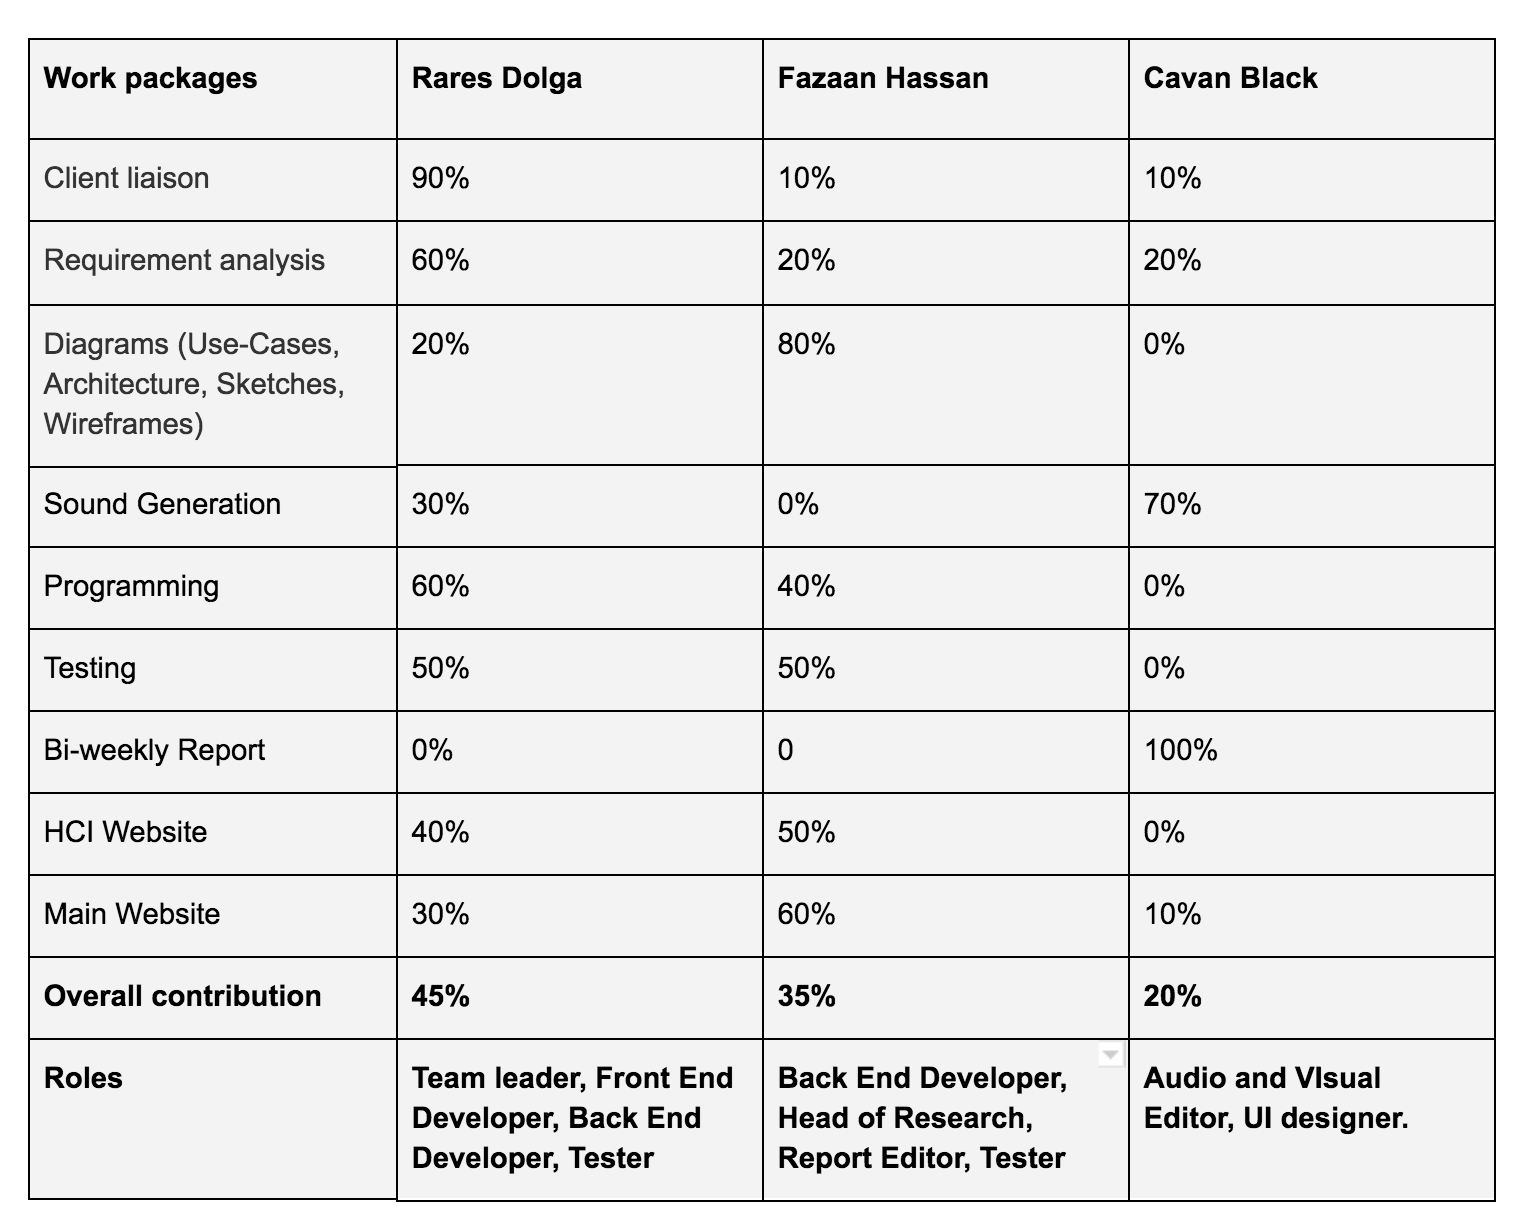 Work packages Rares Dolga Fazaan Hassan Cavan Black
Client liaison 90% 10% 10%
Requirement analysis 60% 20% 20%
Diagrams (Use-Cases, 20% 80% 0%
Architecture, Sketches,
Wireframes)
Sound Generation 30% 0% 70%
Programming 60% 40% 0%
Testing 50% 50% 0%
Bi-weekly Report 0% 0 100%
HCI Website 40% 50% 0%
Main Website 30% 60% 10%
Overall contribution 45% 35% 20%
Roles Team leader, Front End Back End Developer, Audio and VIsual
Developer, Back End Head of Research, Editor, UI designer.
Developer, Tester Report Editor, Tester